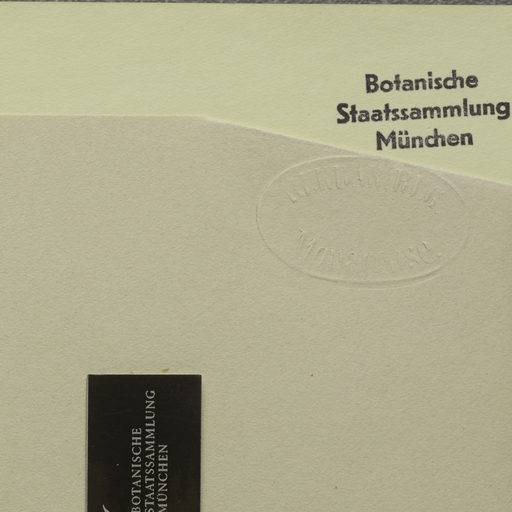 Botanische
Staatssammlung
München
BOTANISCHE
STAATSSAMMLUNG
MÜNCHEN